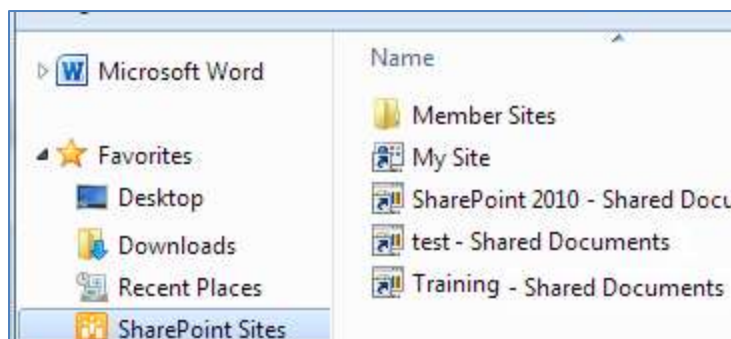 Microsoft Word
Favorites
Desktop
Downloads
Recent Places
SharePoint Sites
Name
Member Sites
My Site
SharePoint 2010 - Shared Docu
test - Shared Documents
Training - Shared Documents